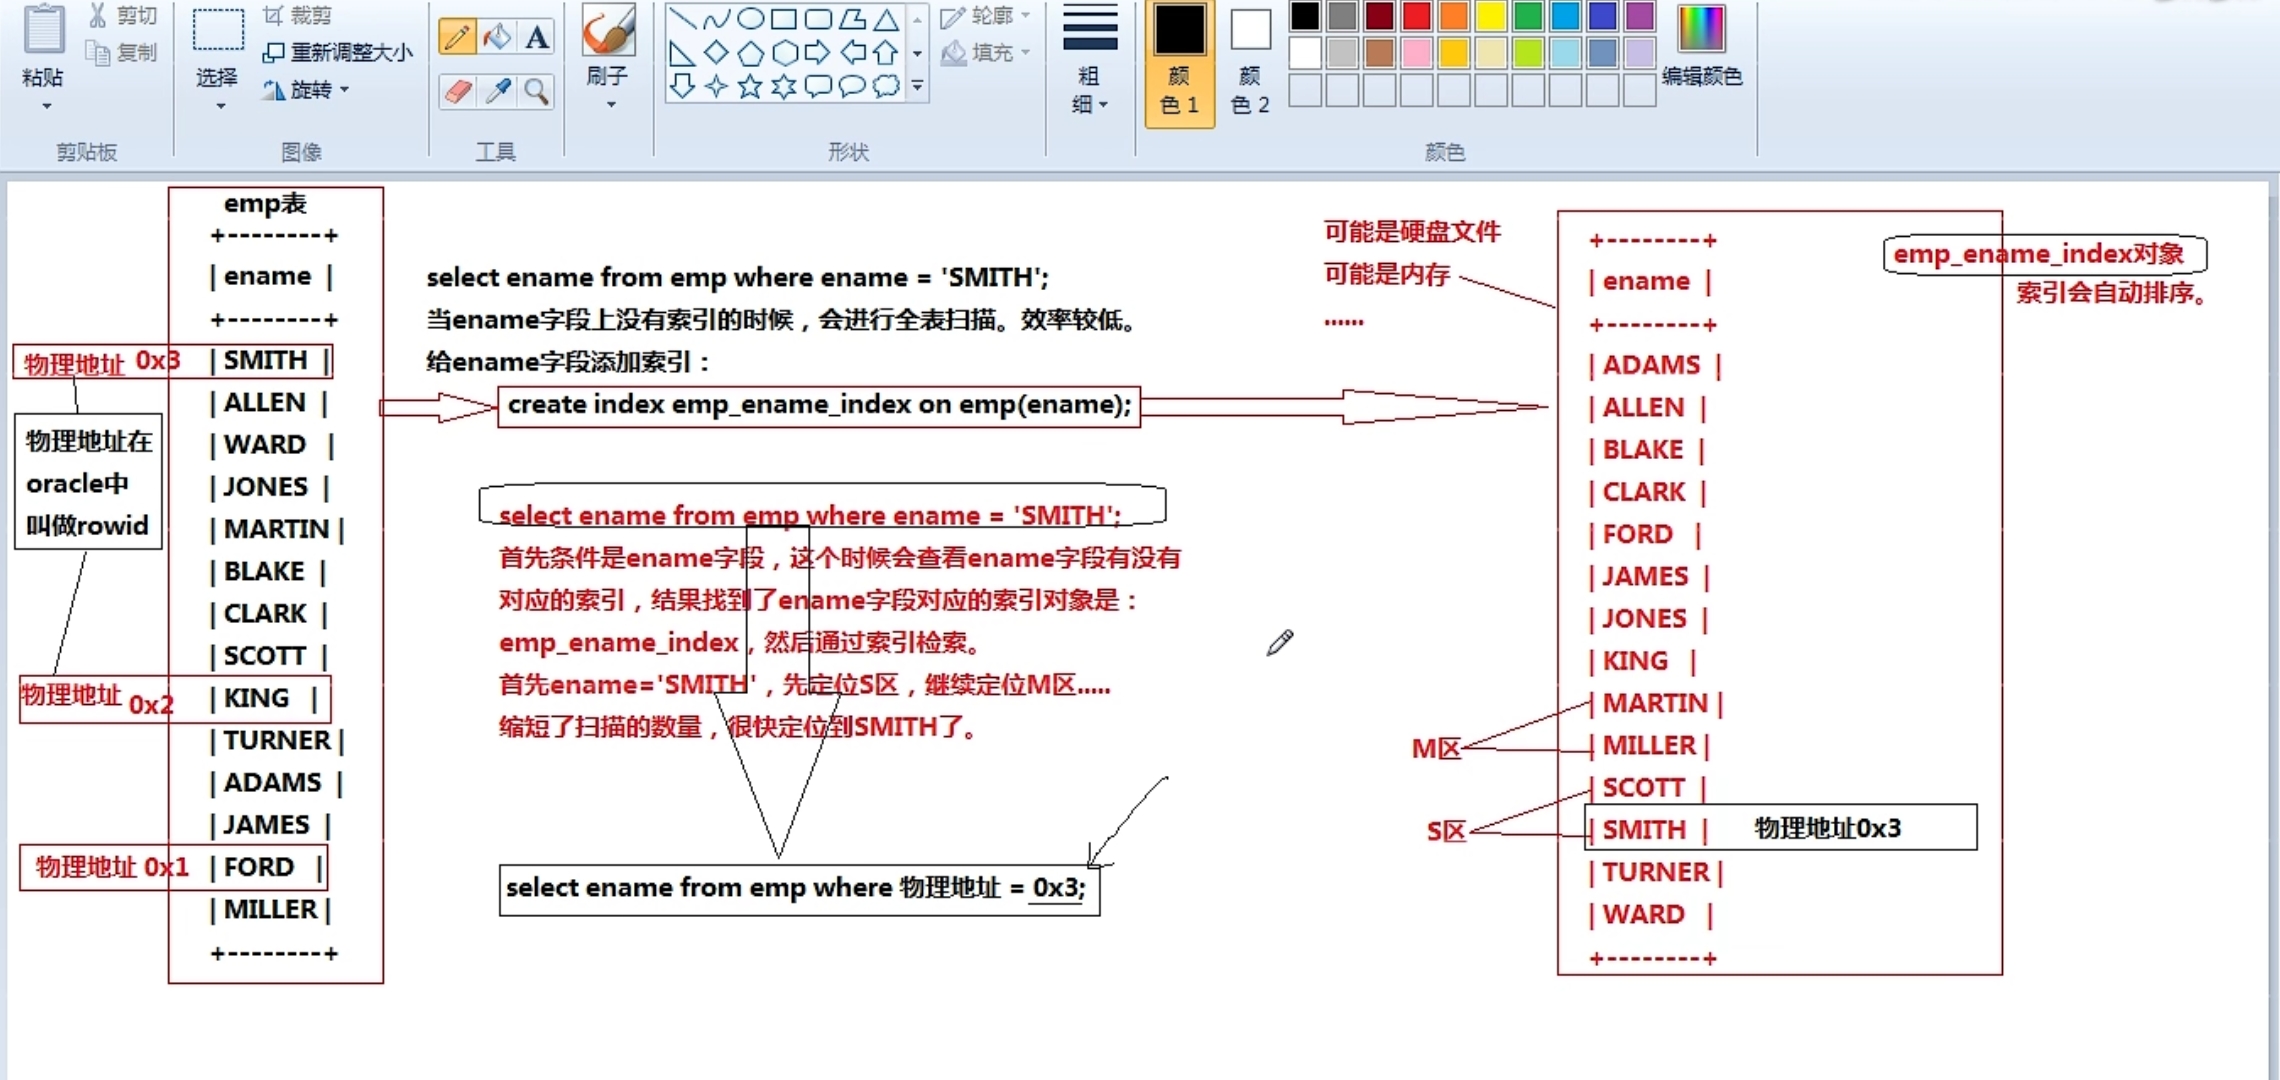 剪切
复制
粘贴
剪贴板
裁剪
重新调整大小
旋转
选择
图像
A
工具
刷子
轮廓
填充
形状
粗
细
颜
色 1
颜
色 2
编辑颜色
颜色
emp表
+--------+
| ename |
+--------+
| SMITH |
| ALLEN |
| WARD |
| JONES |
| MARTIN |
| BLAKE |
| CLARK |
| SCOTT |
| KING |
| TURNER |
| ADAMS |
| JAMES |
| FORD |
| MILLER |
+--------+
物理地址 0x3
物理地址在
oracle中
叫做rowid
物理地址 0x2
物理地址 0x1
select ename from emp where ename = 'SMITH';
当ename字段上没有索引的时候，会进行全表扫描。效率较低。
给ename字段添加索引：
create index emp_ename_index on emp(ename);
select ename from emp where ename = 'SMITH';
首先条件是ename字段，这个时候会查看ename字段有没有
对应的索引，结果找到了ename字段对应的索引对象是：
emp_ename_index，然后通过索引检索。
首先ename='SMITH'，先定位S区，继续定位M区.....
缩短了扫描的数量，很快定位到SMITH了。
select ename from emp where 物理地址 = 0x3;
可能是硬盘文件
可能是内存
......
+--------+
| ename |
+--------+
| ADAMS |
| ALLEN |
| BLAKE |
| CLARK |
| FORD |
| JAMES |
| JONES |
| KING |
| MARTIN |
| MILLER |
| SCOTT |
| SMITH | 物理地址0x3
| TURNER |
| WARD |
+--------+
M区
S区
emp_ename_index对象
索引会自动排序。